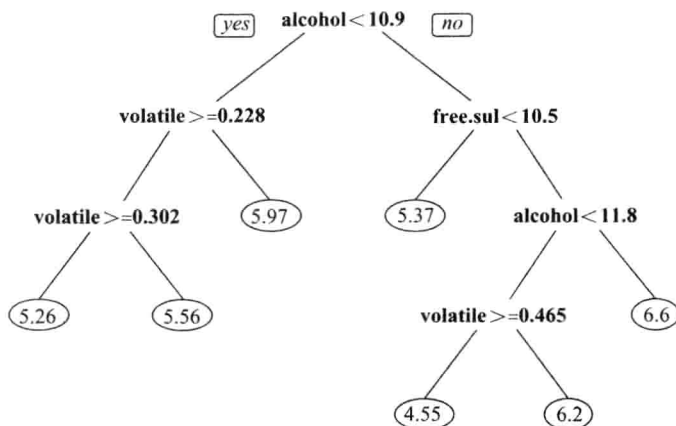 yes alcohol<10.9 no
volatile>=0.228 free.sul<10.5
volatile>=0.302 5.97 5.37 alcohol<11.8
5.26 5.56 volatile>=0.465 6.6
4.55 6.2